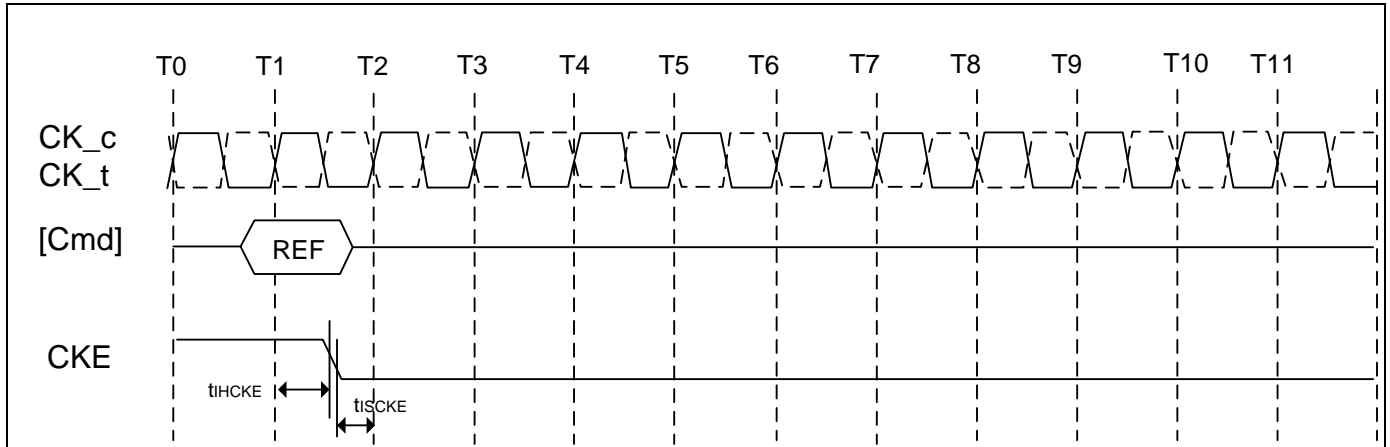 T0 T1 T2 T3 T4 T5 T6 T7 T8 T9 T10 T11
CK_c
CK_t
[Cmd]
REF
CKE
tIHCKE
tISCKE